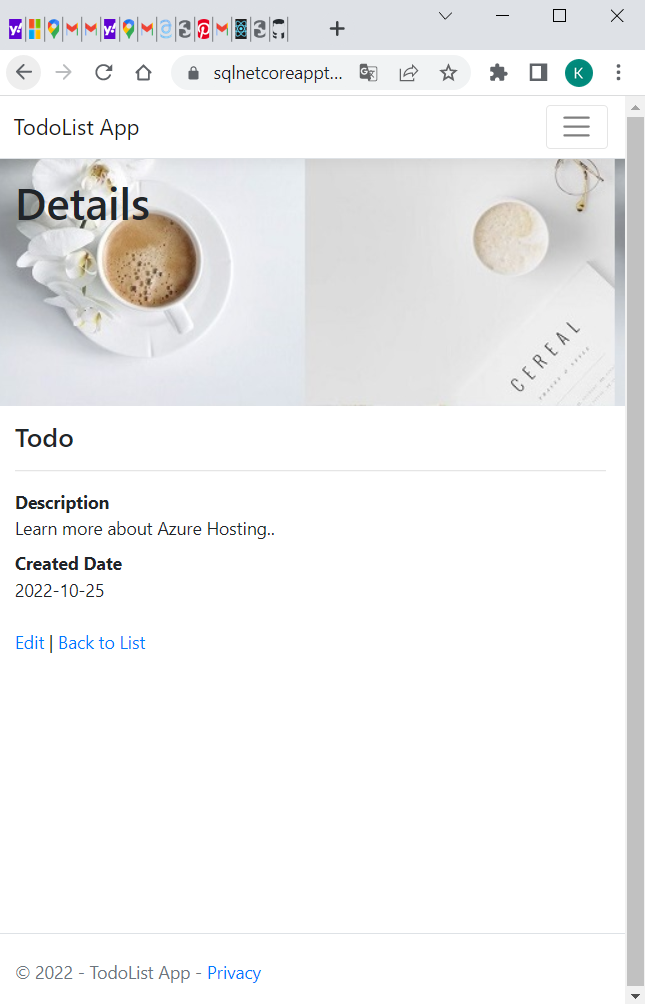 sqlnetcoreappt...
K
TodoList App
Details
CEREAL
Todo
Description
Learn more about Azure Hosting..
Created Date
2022-10-25
Edit | Back to List
© 2022 - TodoList App - Privacy